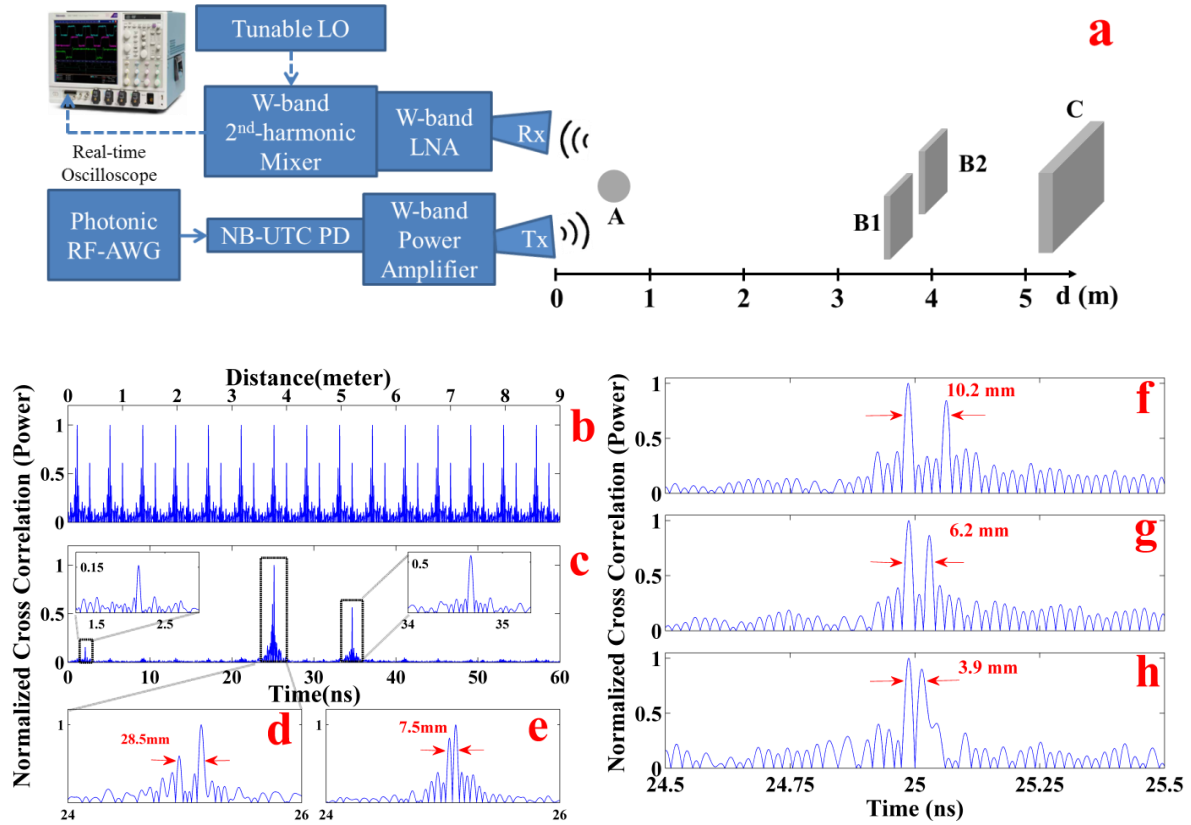 Tunable LO
a
W-band
2nd-harmonic
Mixer
W-band
LNA
Rx
Real-time
Oscilloscope
Photonic
RF-AWG
NB-UTC PD
W-band
Power
Amplifier
Tx
A
B1
B2
C
0 1 2 3 4 5 d (m)
Distance(meter)
0 1 2 3 4 5 6 7 8 9
Normalized Cross Correlation (Power)
1
0.5
0
b
1
0.5
0
c
0.15
1.5 2.5
0.5
34 35
0 10 20 30 40 50 60
Time(ns)
1
28.5mm
d
24 26
1
7.5mm
e
24 26
Normalized Cross Correlation (Power)
1
0.5
0
10.2 mm
f
1
0.5
0
6.2 mm
g
1
0.5
0
3.9 mm
h
24.5 24.75 25 25.25 25.5
Time (ns)